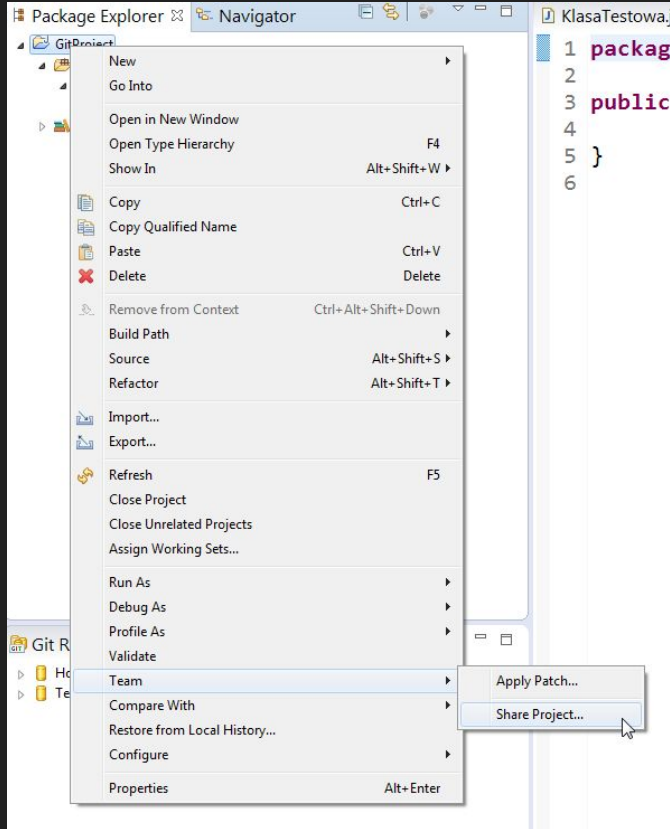 Package Explorer Navigator
KlasaTestowa.
GitProject
1 packag
2
3 public
4
5 }
6
New
Go Into
Open in New Window
Open Type Hierarchy F4
Show In Alt+Shift+W
Copy Ctrl+C
Copy Qualified Name
Paste Ctrl+V
Delete Delete
Remove from Context Ctrl+Alt+Shift+Down
Build Path
Source Alt+Shift+S
Refactor Alt+Shift+T
Import...
Export...
Refresh F5
Close Project
Close Unrelated Projects
Assign Working Sets...
Run As
Debug As
Profile As
Validate
Team
Compare With
Restore from Local History...
Configure
Properties Alt+Enter
Apply Patch...
Share Project...
Git R
Ho
Te